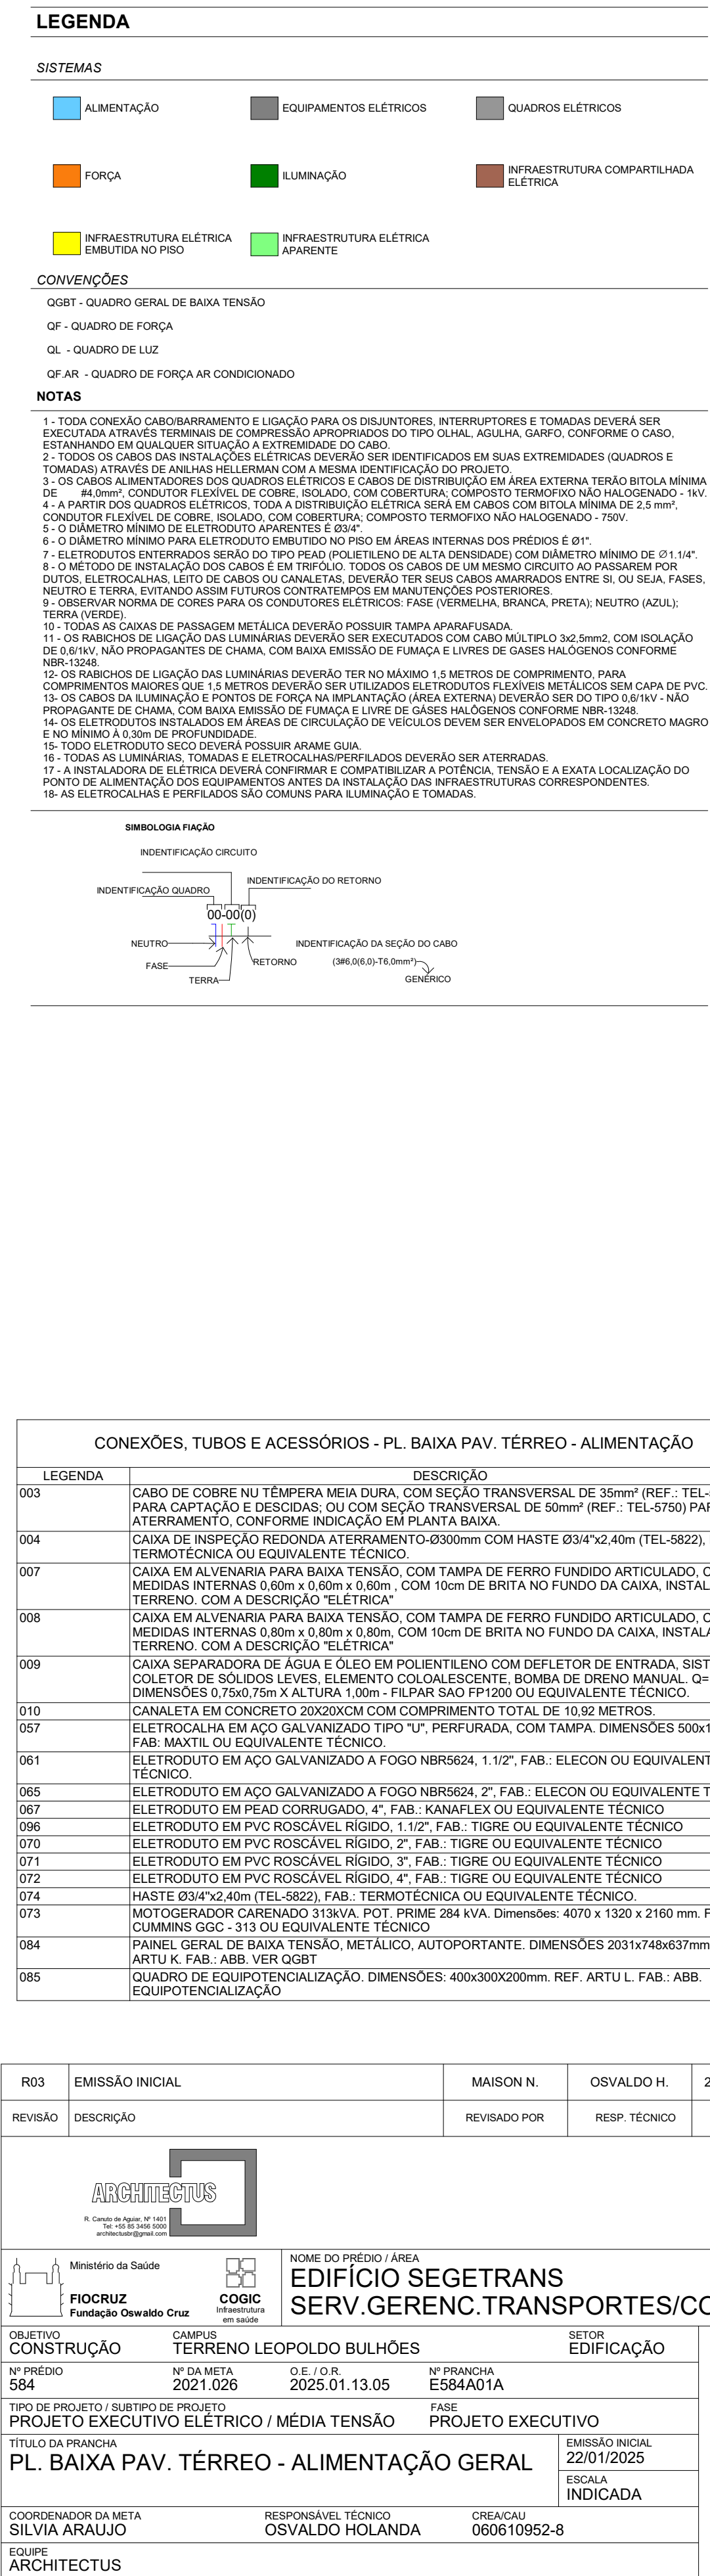 LEGENDA
SISTEMAS
ALIMENTAÇÃO
EQUIPAMENTOS ELÉTRICOS
QUADROS ELÉTRICOS
FORÇA
ILUMINAÇÃO
INFRAESTRUTURA COMPARTILHADA
ELÉTRICA
INFRAESTRUTURA ELÉTRICA
EMBUTIDA NO PISO
INFRAESTRUTURA ELÉTRICA
APARENTE
CONVENÇÕES
QGBT - QUADRO GERAL DE BAIXA TENSÃO
QF - QUADRO DE FORÇA
QL - QUADRO DE LUZ
QF.AR - QUADRO DE FORÇA AR CONDICIONADO
NOTAS
1 - TODA CONEXÃO CABO/BARRAMENTO E LIGAÇÃO PARA OS DISJUNTORES, INTERRUPTORES E TOMADAS DEVERÁ SER
EXECUTADA ATRAVÉS TERMINAIS DE COMPRESSÃO APROPRIADOS DO TIPO OLHAL, AGULHA, GARFO, CONFORME O CASO,
ESTANHANDO EM QUALQUER SITUAÇÃO A EXTREMIDADE DO CABO.
2 - TODOS OS CABOS DAS INSTALAÇÕES ELÉTRICAS DEVERÃO SER IDENTIFICADOS EM SUAS EXTREMIDADES (QUADROS E
TOMADAS) ATRAVÉS DE ANILHAS HELLERMAN COM A MESMA IDENTIFICAÇÃO DO PROJETO.
3 - OS CABOS ALIMENTADORES DOS QUADROS ELÉTRICOS E CABOS DE DISTRIBUIÇÃO EM ÁREA EXTERNA TERÃO BITOLA MÍNIMA
DE #4,0mm², CONDUTOR FLEXÍVEL DE COBRE, ISOLADO, COM COBERTURA; COMPOSTO TERMOFIXO NÃO HALOGENADO - 1kV.
4 - A PARTIR DOS QUADROS ELÉTRICOS, TODA A DISTRIBUIÇÃO ELÉTRICA SERÁ EM CABOS COM BITOLA MÍNIMA DE 2,5 mm²,
CONDUTOR FLEXÍVEL DE COBRE, ISOLADO, COM COBERTURA; COMPOSTO TERMOFIXO NÃO HALOGENADO - 750V.
5 - O DIÂMETRO MÍNIMO DE ELETRODUTO APARENTES É Ø3/4".
6 - O DIÂMETRO MÍNIMO PARA ELETRODUTO EMBUTIDO NO PISO EM ÁREAS INTERNAS DOS PRÉDIOS É Ø1".
7 - ELETRODUTOS ENTERRADOS SERÃO DO TIPO PEAD (POLIETILENO DE ALTA DENSIDADE) COM DIÂMETRO MÍNIMO DE ∅1.1/4".
8 - O MÉTODO DE INSTALAÇÃO DOS CABOS É EM TRIFÓLIO. TODOS OS CABOS DE UM MESMO CIRCUITO AO PASSAREM POR
DUTOS, ELETROCALHAS, LEITO DE CABOS OU CANALETAS, DEVERÃO TER SEUS CABOS AMARRADOS ENTRE SI, OU SEJA, FASES,
NEUTRO E TERRA, EVITANDO ASSIM FUTUROS CONTRATEMPOS EM MANUTENÇÕES POSTERIORES.
9 - OBSERVAR NORMA DE CORES PARA OS CONDUTORES ELÉTRICOS: FASE (VERMELHA, BRANCA, PRETA); NEUTRO (AZUL);
TERRA (VERDE).
10 - TODAS AS CAIXAS DE PASSAGEM METÁLICA DEVERÃO POSSUIR TAMPA APARAFUSADA.
11 - OS RABICHOS DE LIGAÇÃO DAS LUMINÁRIAS DEVERÃO SER EXECUTADOS COM CABO MÚLTIPLO 3x2,5mm2, COM ISOLAÇÃO
DE 0,6/1kV, NÃO PROPAGANTES DE CHAMA, COM BAIXA EMISSÃO DE FUMAÇA E LIVRES DE GASES HALÓGENOS CONFORME
NBR-13248.
12- OS RABICHOS DE LIGAÇÃO DAS LUMINÁRIAS DEVERÃO TER NO MÁXIMO 1,5 METROS DE COMPRIMENTO, PARA
COMPRIMENTOS MAIORES QUE 1,5 METROS DEVERÃO SER UTILIZADOS ELETRODUTOS FLEXÍVEIS METÁLICOS SEM CAPA DE PVC.
13- OS CABOS DA ILUMINAÇÃO E PONTOS DE FORÇA NA IMPLANTAÇÃO (ÁREA EXTERNA) DEVERÃO SER DO TIPO 0,6/1kV - NÃO
PROPAGANTE DE CHAMA, COM BAIXA EMISSÃO DE FUMAÇA E LIVRE DE GÁSES HALÔGENOS CONFORME NBR-13248.
14- OS ELETRODUTOS INSTALADOS EM ÁREAS DE CIRCULAÇÃO DE VEÍCULOS DEVEM SER ENVELOPADOS EM CONCRETO MAGRO
E NO MÍNIMO À 0,30m DE PROFUNDIDADE.
15- TODO ELETRODUTO SECO DEVERÁ POSSUIR ARAME GUIA.
16 - TODAS AS LUMINÁRIAS, TOMADAS E ELETROCALHAS/PERFILADOS DEVERÃO SER ATERRADAS.
17 - A INSTALADORA DE ELÉTRICA DEVERÁ CONFIRMAR E COMPATIBILIZAR A POTÊNCIA, TENSÃO E A EXATA LOCALIZAÇÃO DO
PONTO DE ALIMENTAÇÃO DOS EQUIPAMENTOS ANTES DA INSTALAÇÃO DAS INFRAESTRUTURAS CORRESPONDENTES.
18- AS ELETROCALHAS E PERFILADOS SÃO COMUNS PARA ILUMINAÇÃO E TOMADAS.
SIMBOLOGIA FIAÇÃO
INDENTIFICAÇÃO CIRCUITO
INDENTIFICAÇÃO DO RETORNO
INDENTIFICAÇÃO QUADRO
00-00(0)
NEUTRO
INDENTIFICAÇÃO DA SEÇÃO DO CABO
FASE
RETORNO
(3#6,0(6,0)-T6,0mm²)
TERRA
GENÉRICO
CONEXÕES, TUBOS E ACESSÓRIOS - PL. BAIXA PAV. TÉRREO - ALIMENTAÇÃO
LEGENDA DESCRIÇÃO
003 CABO DE COBRE NU TÊMPERA MEIA DURA, COM SEÇÃO TRANSVERSAL DE 35mm² (REF.: TEL-
PARA CAPTAÇÃO E DESCIDAS; OU COM SEÇÃO TRANSVERSAL DE 50mm² (REF.: TEL-5750) PAR
ATERRAMENTO, CONFORME INDICAÇÃO EM PLANTA BAIXA.
004 CAIXA DE INSPEÇÃO REDONDA ATERRAMENTO-Ø300mm COM HASTE Ø3/4"x2,40m (TEL-5822),
TERMOTÉCNICA OU EQUIVALENTE TÉCNICO.
007 CAIXA EM ALVENARIA PARA BAIXA TENSÃO, COM TAMPA DE FERRO FUNDIDO ARTICULADO, C
MEDIDAS INTERNAS 0,60m x 0,60m x 0,60m , COM 10cm DE BRITA NO FUNDO DA CAIXA, INSTAL
TERRENO. COM A DESCRIÇÃO "ELÉTRICA"
008 CAIXA EM ALVENARIA PARA BAIXA TENSÃO, COM TAMPA DE FERRO FUNDIDO ARTICULADO, C
MEDIDAS INTERNAS 0,80m x 0,80m x 0,80m, COM 10cm DE BRITA NO FUNDO DA CAIXA, INSTALA
TERRENO. COM A DESCRIÇÃO "ELÉTRICA"
009 CAIXA SEPARADORA DE ÁGUA E ÓLEO EM POLIENTILENO COM DEFLETOR DE ENTRADA, SIST
COLETOR DE SÓLIDOS LEVES, ELEMENTO COLOALESCENTE, BOMBA DE DRENO MANUAL. Q=
DIMENSÕES 0,75x0,75m X ALTURA 1,00m - FILPAR SAO FP1200 OU EQUIVALENTE TÉCNICO.
010 CANALETA EM CONCRETO 20X20XCM COM COMPRIMENTO TOTAL DE 10,92 METROS.
057 ELETROCALHA EM AÇO GALVANIZADO TIPO "U", PERFURADA, COM TAMPA. DIMENSÕES 500x1
FAB: MAXTIL OU EQUIVALENTE TÉCNICO.
061 ELETRODUTO EM AÇO GALVANIZADO A FOGO NBR5624, 1.1/2", FAB.: ELECON OU EQUIVALENT
TÉCNICO.
065 ELETRODUTO EM AÇO GALVANIZADO A FOGO NBR5624, 2", FAB.: ELECON OU EQUIVALENTE T
067 ELETRODUTO EM PEAD CORRUGADO, 4", FAB.: KANAFLEX OU EQUIVALENTE TÉCNICO
096 ELETRODUTO EM PVC ROSCÁVEL RÍGIDO, 1.1/2", FAB.: TIGRE OU EQUIVALENTE TÉCNICO
070 ELETRODUTO EM PVC ROSCÁVEL RÍGIDO, 2", FAB.: TIGRE OU EQUIVALENTE TÉCNICO
071 ELETRODUTO EM PVC ROSCÁVEL RÍGIDO, 3", FAB.: TIGRE OU EQUIVALENTE TÉCNICO
072 ELETRODUTO EM PVC ROSCÁVEL RÍGIDO, 4", FAB.: TIGRE OU EQUIVALENTE TÉCNICO
074 HASTE Ø3/4"x2,40m (TEL-5822), FAB.: TERMOTÉCNICA OU EQUIVALENTE TÉCNICO.
073 MOTOGERADOR CARENADO 313kVA. POT. PRIME 284 kVA. Dimensões: 4070 x 1320 x 2160 mm. F
CUMMINS GGC - 313 OU EQUIVALENTE TÉCNICO
084 PAINEL GERAL DE BAIXA TENSÃO, METÁLICO, AUTOPORTANTE. DIMENSÕES 2031x748x637mm
ARTU K. FAB.: ABB. VER QGBT
085 QUADRO DE EQUIPOTENCIALIZAÇÃO. DIMENSÕES: 400x300X200mm. REF. ARTU L. FAB.: ABB.
EQUIPOTENCIALIZAÇÃO
R03 EMISSÃO INICIAL MAISON N. OSVALDO H. 2
REVISÃO DESCRIÇÃO REVISADO POR RESP. TÉCNICO
ARCHITECTUS
R. Canuto de Aguiar, Nº 1401
Tel: +55 85 3456 5000
architectusbr@gmail.com
Ministério da Saúde
FIOCRUZ
Fundação Oswaldo Cruz
COGIC
Infraestrutura
em saúde
NOME DO PRÉDIO / ÁREA
EDIFÍCIO SEGETRANS
SERV.GERENC.TRANSPORTES/CO
OBJETIVO CAMPUS SETOR
CONSTRUÇÃO TERRENO LEOPOLDO BULHÕES EDIFICAÇÃO
Nº PRÉDIO Nº DA META O.E. / O.R. Nº PRANCHA
584 2021.026 2025.01.13.05 E584A01A
TIPO DE PROJETO / SUBTIPO DE PROJETO FASE
PROJETO EXECUTIVO ELÉTRICO / MÉDIA TENSÃO PROJETO EXECUTIVO
TÍTULO DA PRANCHA
PL. BAIXA PAV. TÉRREO - ALIMENTAÇÃO GERAL
EMISSÃO INICIAL
22/01/2025
ESCALA
INDICADA
COORDENADOR DA META RESPONSÁVEL TÉCNICO CREA/CAU
SILVIA ARAUJO OSVALDO HOLANDA 060610952-8
EQUIPE
ARCHITECTUS